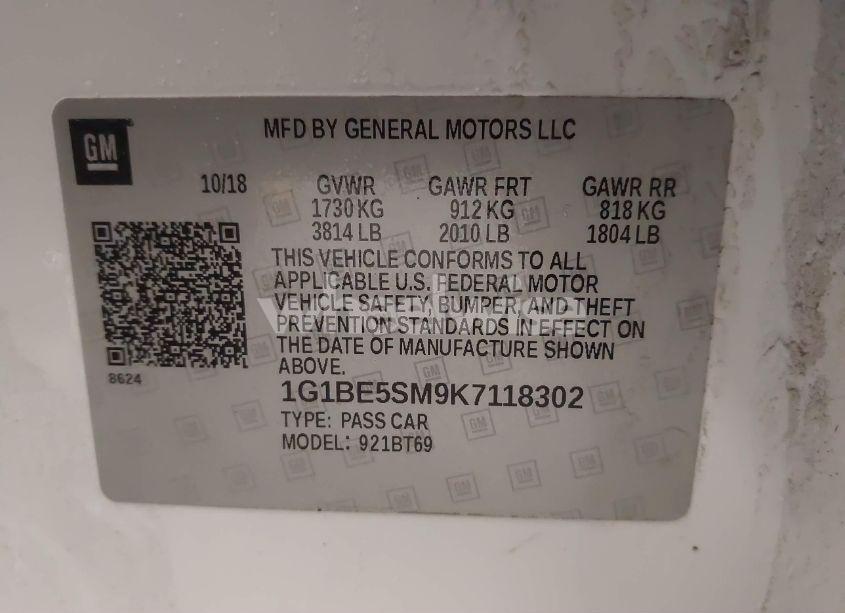 GM
MFD BY GENERAL MOTORS LLC
10/18 GVWR GAWR FRT GAWR RR
1730 KG 912 KG 818 KG
3814 LB 2010 LB 1804 LB
THIS VEHICLE CONFORMS TO ALL
APPLICABLE U.S. FEDERAL MOTOR
VEHICLE SAFETY, BUMPER, AND THEFT
PREVENTION STANDARDS IN EFFECT ON
THE DATE OF MANUFACTURE SHOWN
ABOVE.
8624
1G1BE5SM9K7118302
TYPE: PASS CAR
MODEL: 921BT69